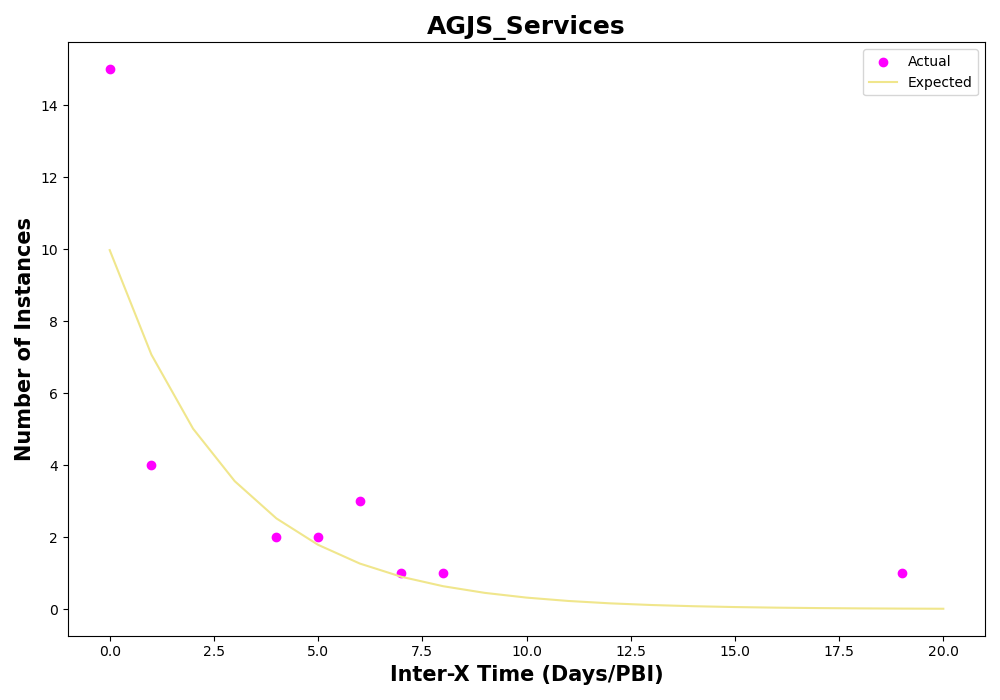 AGJS_Services
Actual
Expected
Number of Instances
14
12
10
8
6
4
2
0
0.0 2.5 5.0 7.5 10.0 12.5 15.0 17.5 20.0
Inter-X Time (Days/PBI)